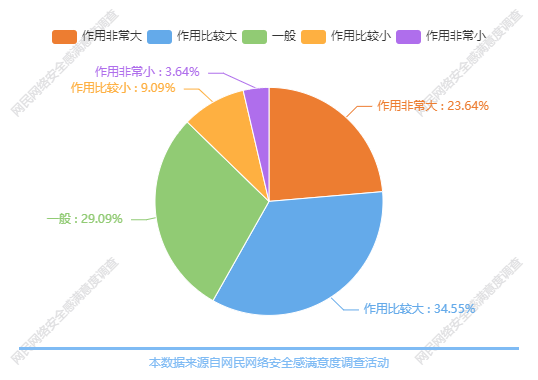 作用非常大 作用比较大 一般 作用比较小 作用非常小
作用非常小 : 3.64%
作用比较小 : 9.09%
作用非常大 : 23.64%
一般 : 29.09%
作用比较大 : 34.55%
本数据来源自网民网络安全感满意度调查活动
网民网络安全感满意度调查
网民网络安全感满意度调查
网民网络安全感满意度调查
网民网络安全感满意度调查